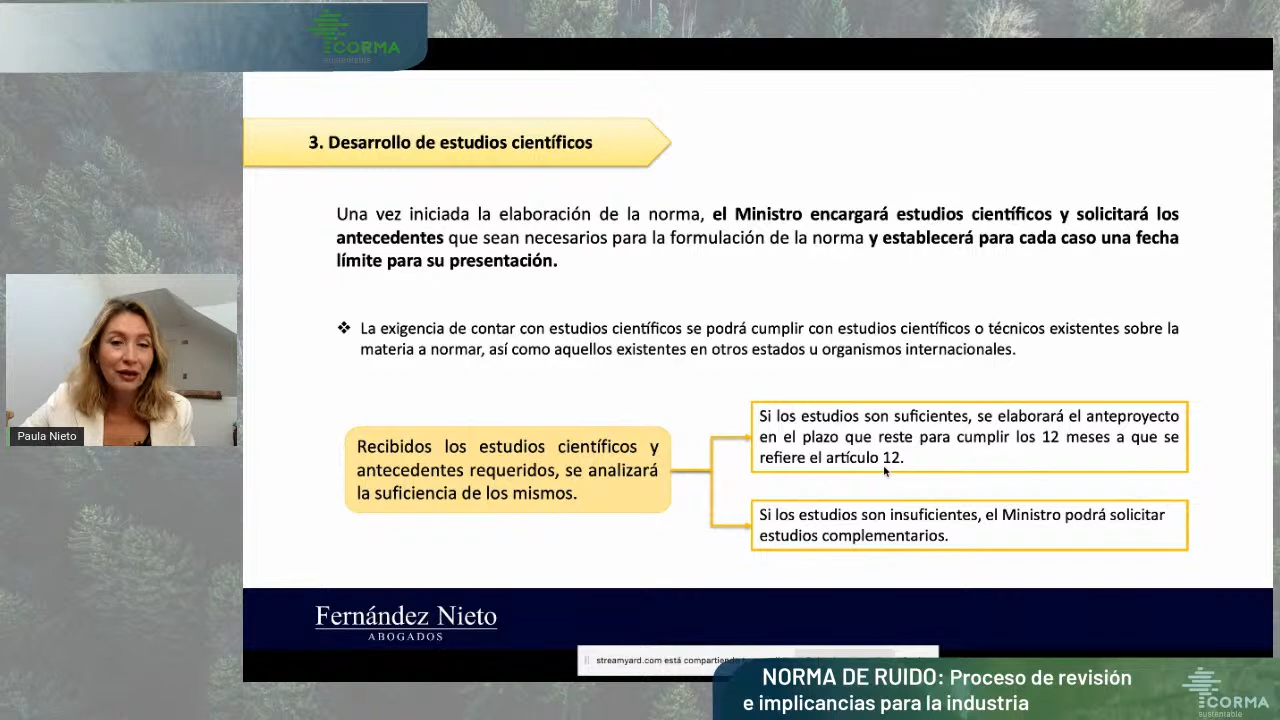 CORMA
sustentable
3. Desarrollo de estudios científicos
Una vez iniciada la elaboración de la norma, el Ministro encargará estudios científicos y solicitará los
antecedentes que sean necesarios para la formulación de la norma y establecerá para cada caso una fecha
límite para su presentación.
❖ La exigencia de contar con estudios científicos se podrá cumplir con estudios científicos o técnicos existentes sobre la
materia a normar, así como aquellos existentes en otros estados u organismos internacionales.
Recibidos los estudios científicos y
antecedentes requeridos, se analizará
la suficiencia de los mismos.
Si los estudios son suficientes, se elaborará el anteproyecto
en el plazo que reste para cumplir los 12 meses a que se
refiere el artículo 12.
Si los estudios son insuficientes, el Ministro podrá solicitar
estudios complementarios.
Paula Nieto
Fernández Nieto
ABOGADOS
streamyard.com está compartiendo
NORMA DE RUIDO: Proceso de revisión
e implicancias para la industria
CORMA
sustentable